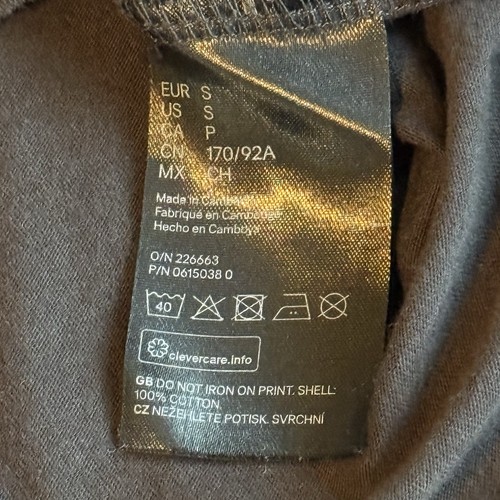 EUR S
US S
CA P
CN 170/92A
MX CH
Made in Cambodia
Fabriqué en Cambodge
Hecho en Camboya
O/N 226663
P/N 0615038 0
40
clevercare.info
GB DO NOT IRON ON PRINT. SHELL:
100% COTTON.
CZ NEŽEHLETE POTISK. SVRCHNÍ